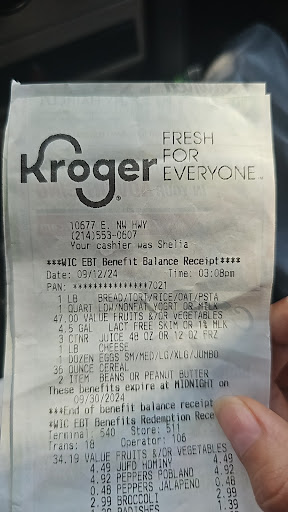 Kroger
FRESH
FOR
EVERYONE
10677 E. NW HWY
(214)553-0607
Your cashier was Shelia
***WIC EBT Benefit Balance Receipt****
Date: 09/12/24 Time: 03:08pm
PAN: ***************7021
1 LB BREAD/TORT/RICE/OAT/PSTA
1 QUART LOW/NONFAT YOGRT OR MILK
47.00 VALUE FRUITS &/OR VEGETABLES
4.5 GAL LACT FREE SKIM OR 1% MLK
3 CTNR JUICE 48 OZ OR 12 OZ FRZ
1 LB CHEESE
1 DOZEN EGGS SM/MED/LG/XLG/JUMBO
36 OUNCE CEREAL
2 ITEM BEANS OR PEANUT BUTTER
These benefits expire at MIDNIGHT on
09/30/2024
***End of benefit balance receipt
*WIC EBT Benefits Redemption Rece
Terminal: 540 Store: 511
Trans: 18 Operator: 106
34.19 VALUE FRUITS &/OR VEGETABLES
4.49 JUFD HOMINY 4.49
4.92 PEPPERS POBLANO 4.92
0.48 PEPPERS JALAPENO 0.48
2.99 BROCCOLI 2.99
RADISHES 1.39